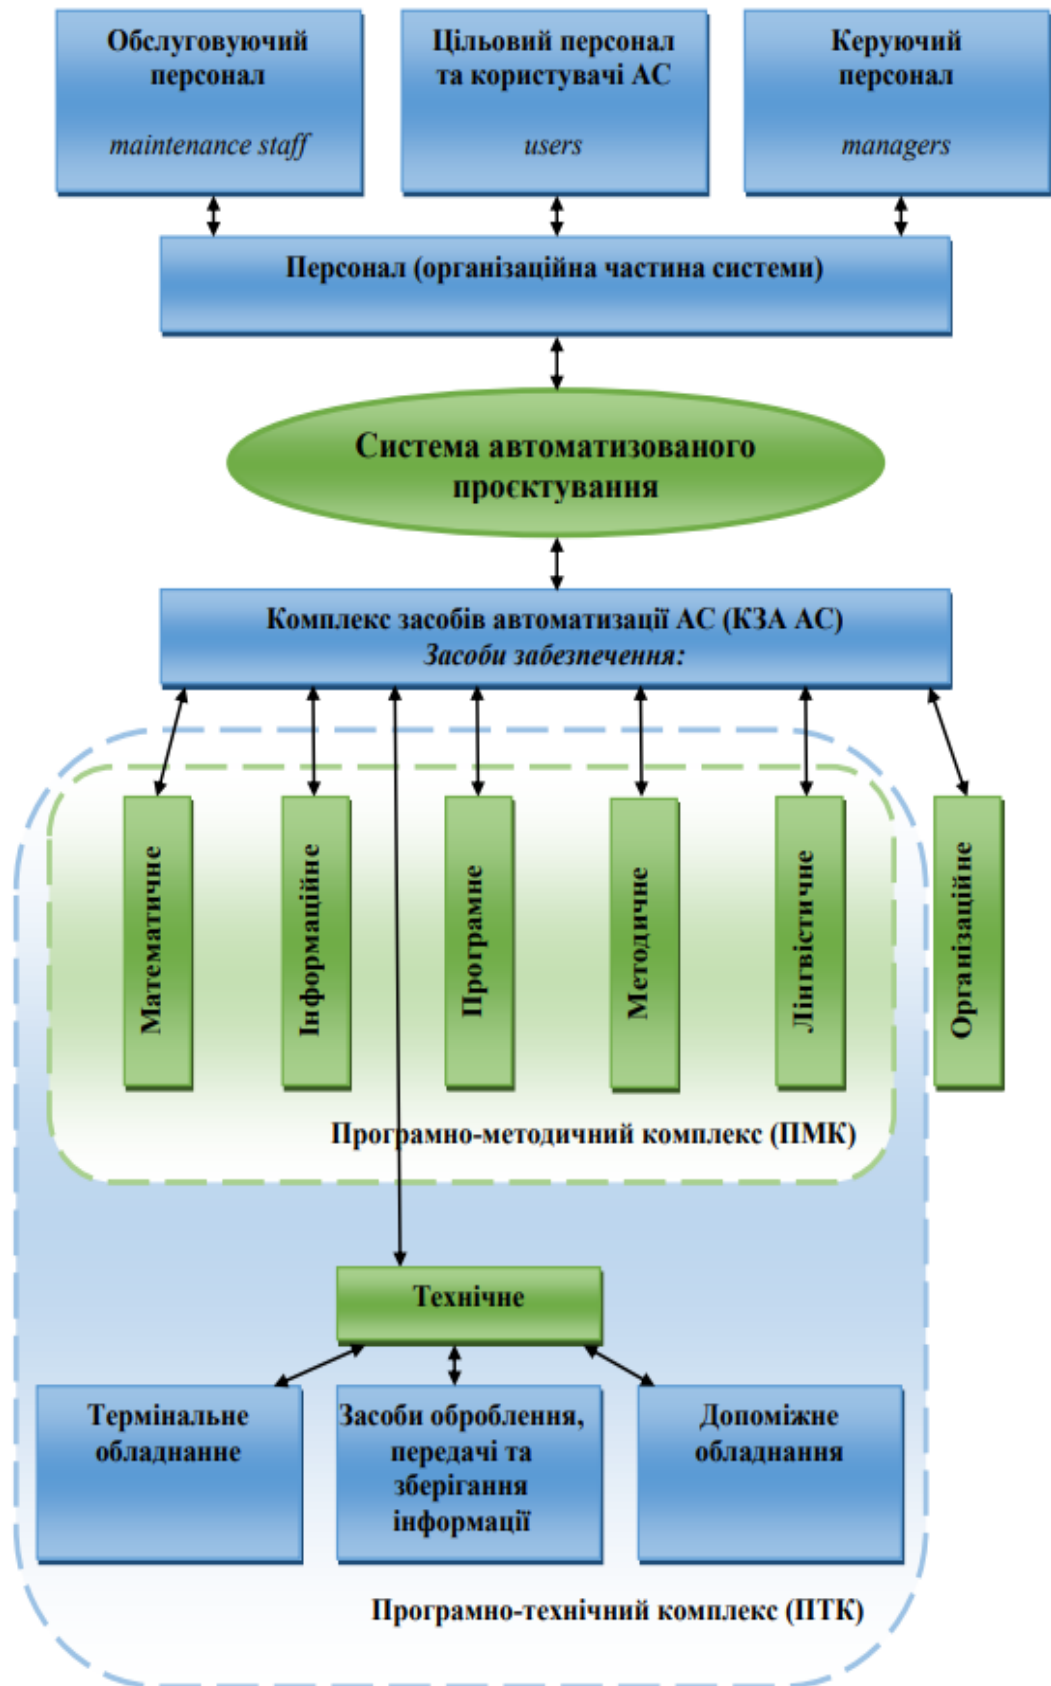 Обслуговуючий
персонал
maintenance staff
Цільовий персонал
та користувачі АС
users
Керуючий
персонал
managers
Персонал (організаційна частина системи)
Система автоматизованого
проєктування
Комплекс засобів автоматизації АС (КЗА АС)
Засоби забезпечення:
Математичне
Інформаційне
Програмне
Методичне
Лінгвістичне
Організаційне
Програмно-методичний комплекс (ПМК)
Технічне
Термінальне
обладнанне
Засоби оброблення,
передачі та
зберігання
інформації
Допоміжне
обладнання
Програмно-технічний комплекс (ПТК)